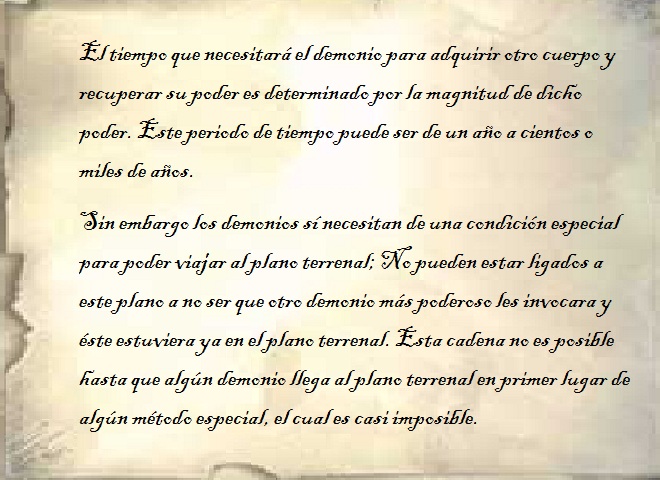 El tiempo que necesitará el demonio para adquirir otro cuerpo y
recuperar su poder es determinado por la magnitud de dicho
poder. Este periodo de tiempo puede ser de un año a cientos o
miles de años.
Sin embargo los demonios sí necesitan de una condición especial
para poder viajar al plano terrenal; No pueden estar ligados a
este plano a no ser que otro demonio más poderoso les invocara y
éste estuviera ya en el plano terrenal. Esta cadena no es posible
hasta que algún demonio llega al plano terrenal en primer lugar de
algún método especial, el cual es casi imposible.